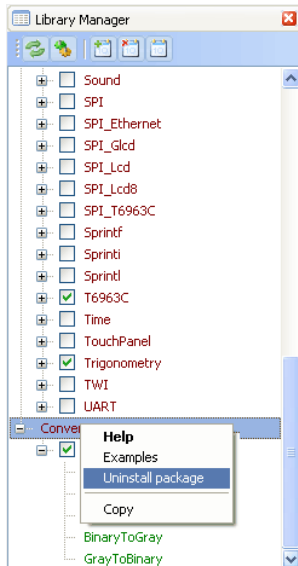 Library Manager
Sound
SPI
SPI_Ethernet
SPI_Glcd
SPI_Lcd
SPI_Lcd8
SPI_T6963C
Sprintf
Sprinti
Sprintl
T6963C
Time
TouchPanel
Trigonometry
TWI
UART
Conver
Help
Examples
Uninstall package
Copy
BinaryToGray
GrayToBinary